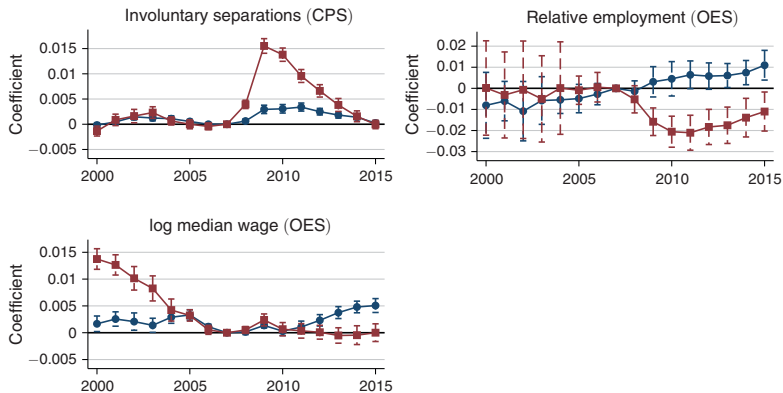 Involuntary separations (CPS)
Coefficient
0.015
0.01
0.005
0
−0.005
2000 2005 2010 2015
Relative employment (OES)
Coefficient
0.02
0.01
0
−0.01
−0.02
−0.03
2000 2005 2010 2015
log median wage (OES)
Coefficient
0.015
0.01
0.005
0
−0.005
2000 2005 2010 2015